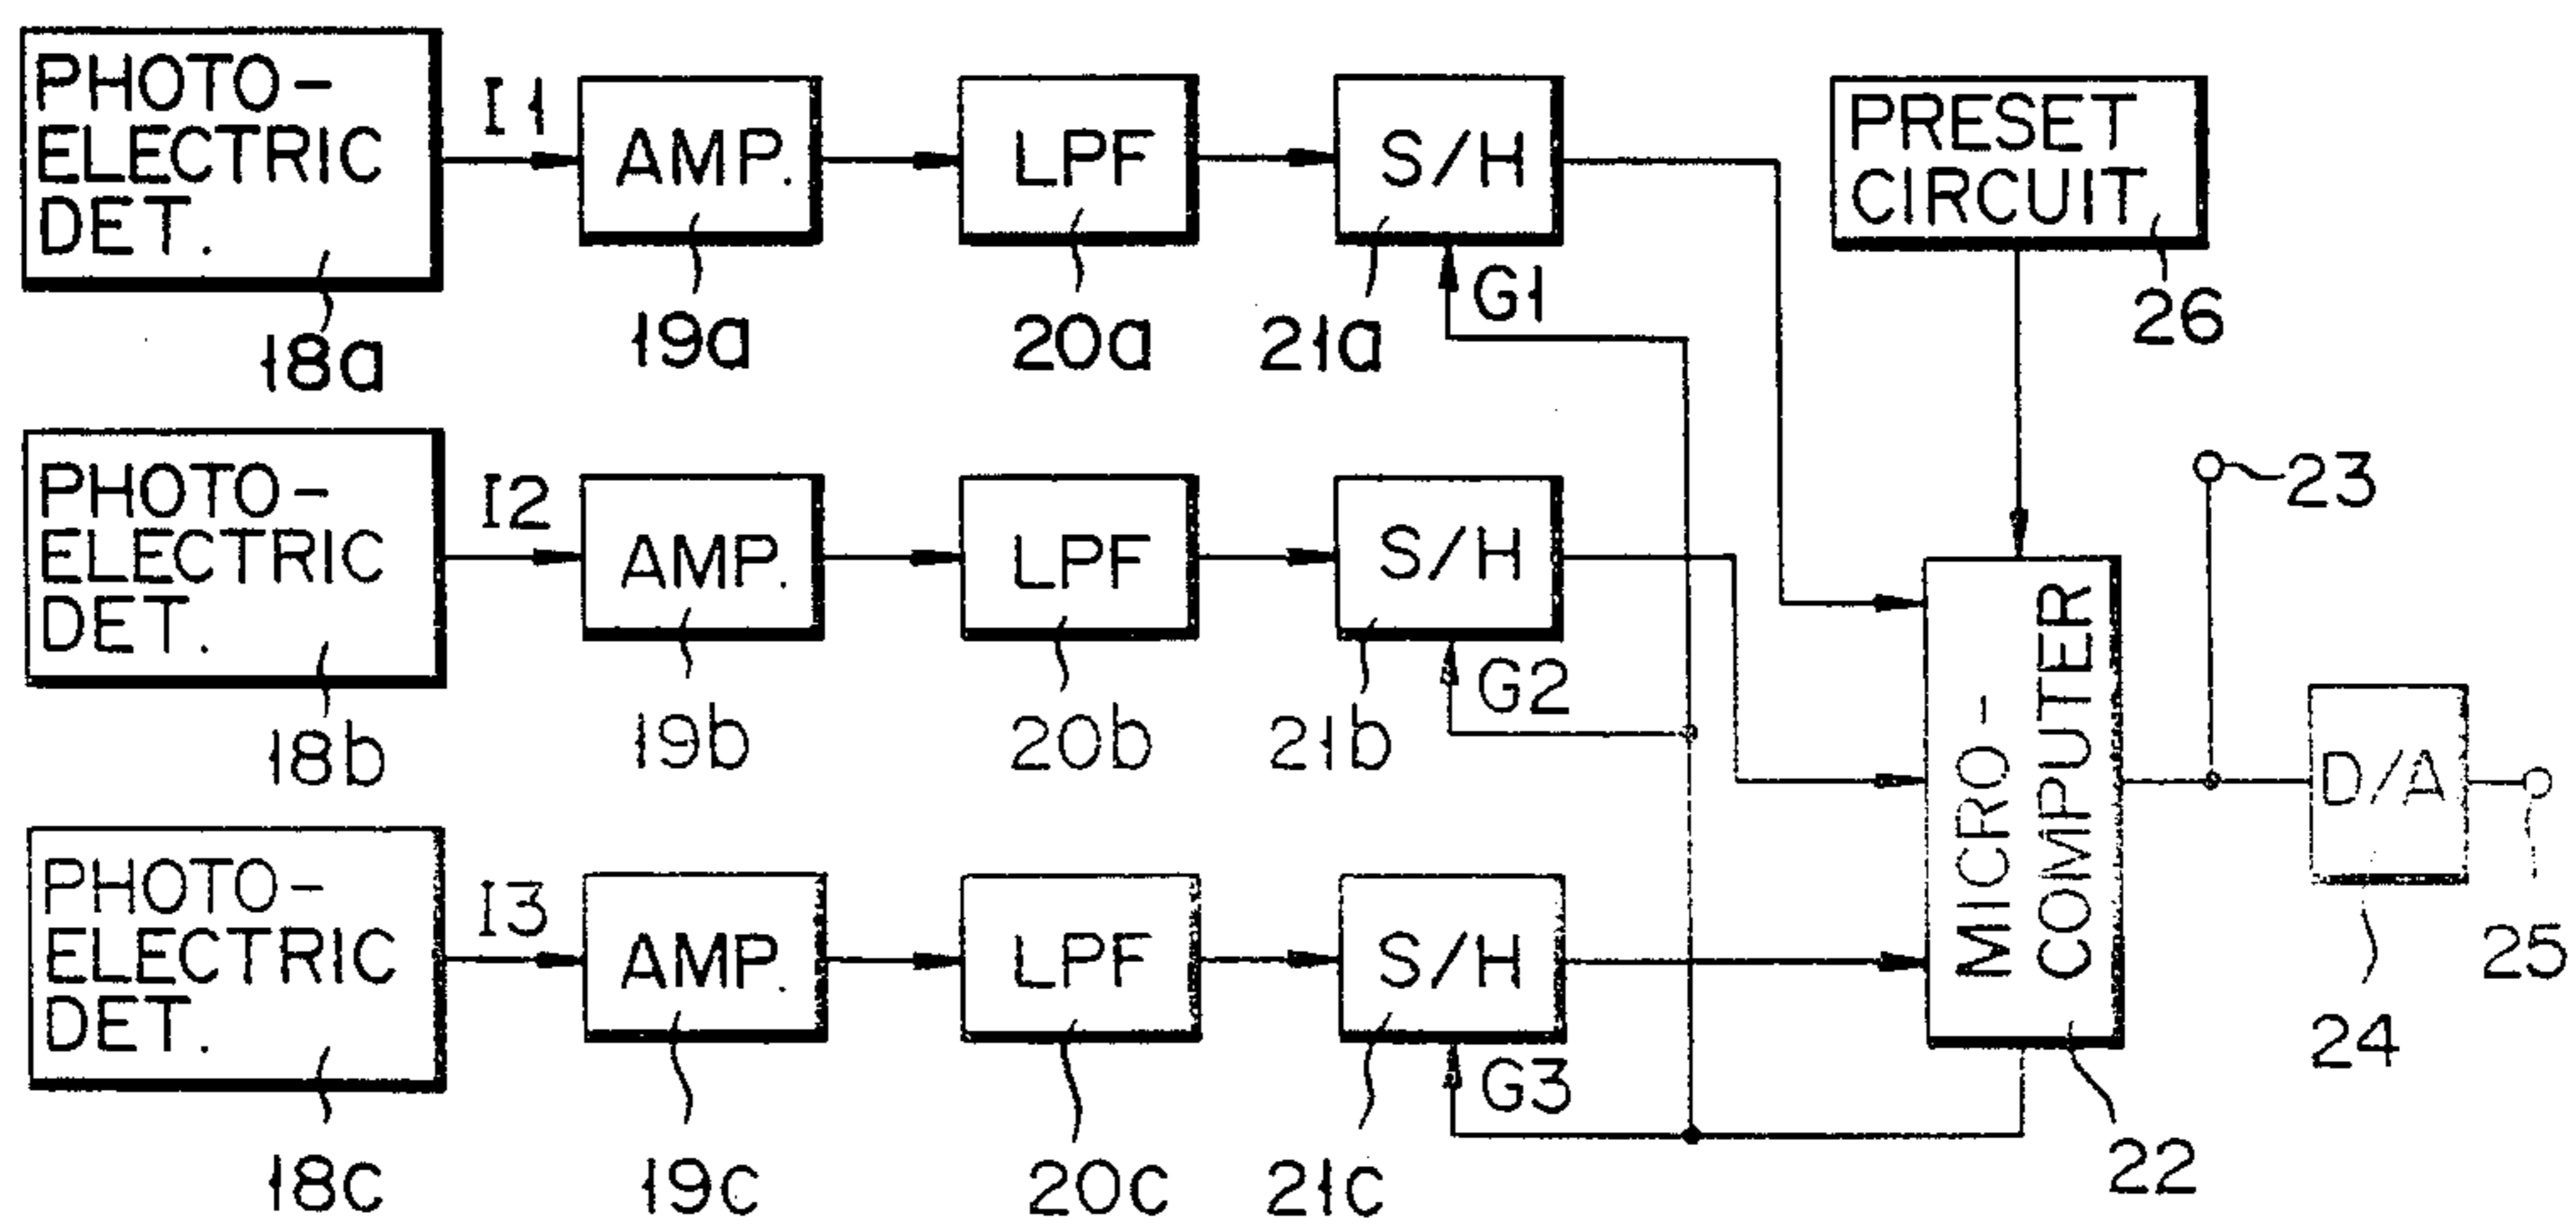 PHOTO-
ELECTRIC
DET.
I1
AMP.
LPF
S/H
PRESET
CIRCUIT
G1
18a
19a
20a
21a
26
PHOTO-
ELECTRIC
DET.
I2
AMP.
LPF
S/H
23
G2
18b
19b
20b
21b
MICRO-
COMPUTER
D/A
PHOTO-
ELECTRIC
DET.
I3
AMP.
LPF
S/H
25
24
G3
18c
19c
20c
21c
22